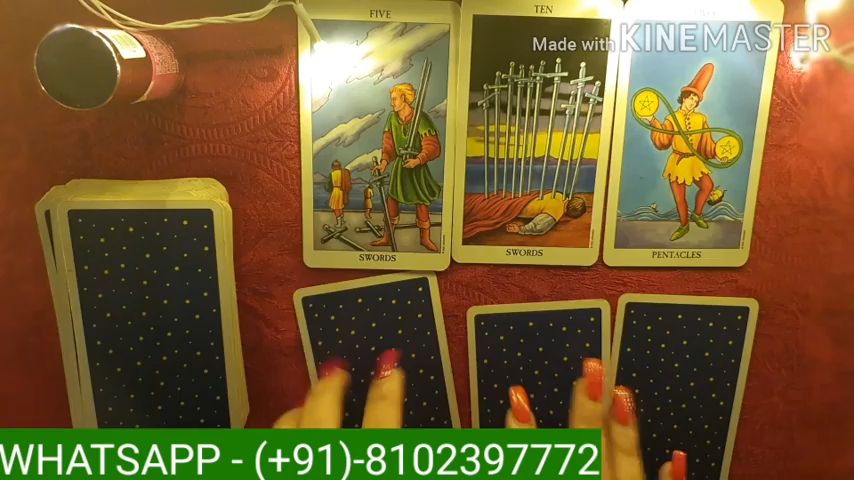 FIVE
TEN
Made with KINEMASTER
SWORDS
SWORDS
PENTACLES
WHATSAPP - (+91)-8102397772